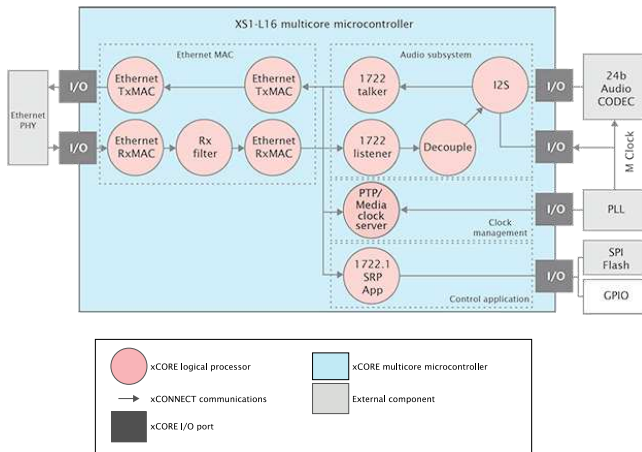 XS1-L16 multicore microcontroller
Ethernet MAC
Audio subsystem
Ethernet
PHY
I/O
Ethernet
TxMAC
Ethernet
TxMAC
1722
talker
I2S
I/O
24b
Audio
CODEC
I/O
Ethernet
RxMAC
Rx
filter
Ethernet
RxMAC
1722
listener
Decouple
I/O
M Clock
PTP/
Media
clock
server
Clock
management
I/O
PLL
1722.1
SRP
App
Control application
I/O
SPI
Flash
GPIO
xCORE logical processor
xCORE multicore microcontroller
xCONNECT communications
External component
xCORE I/O port